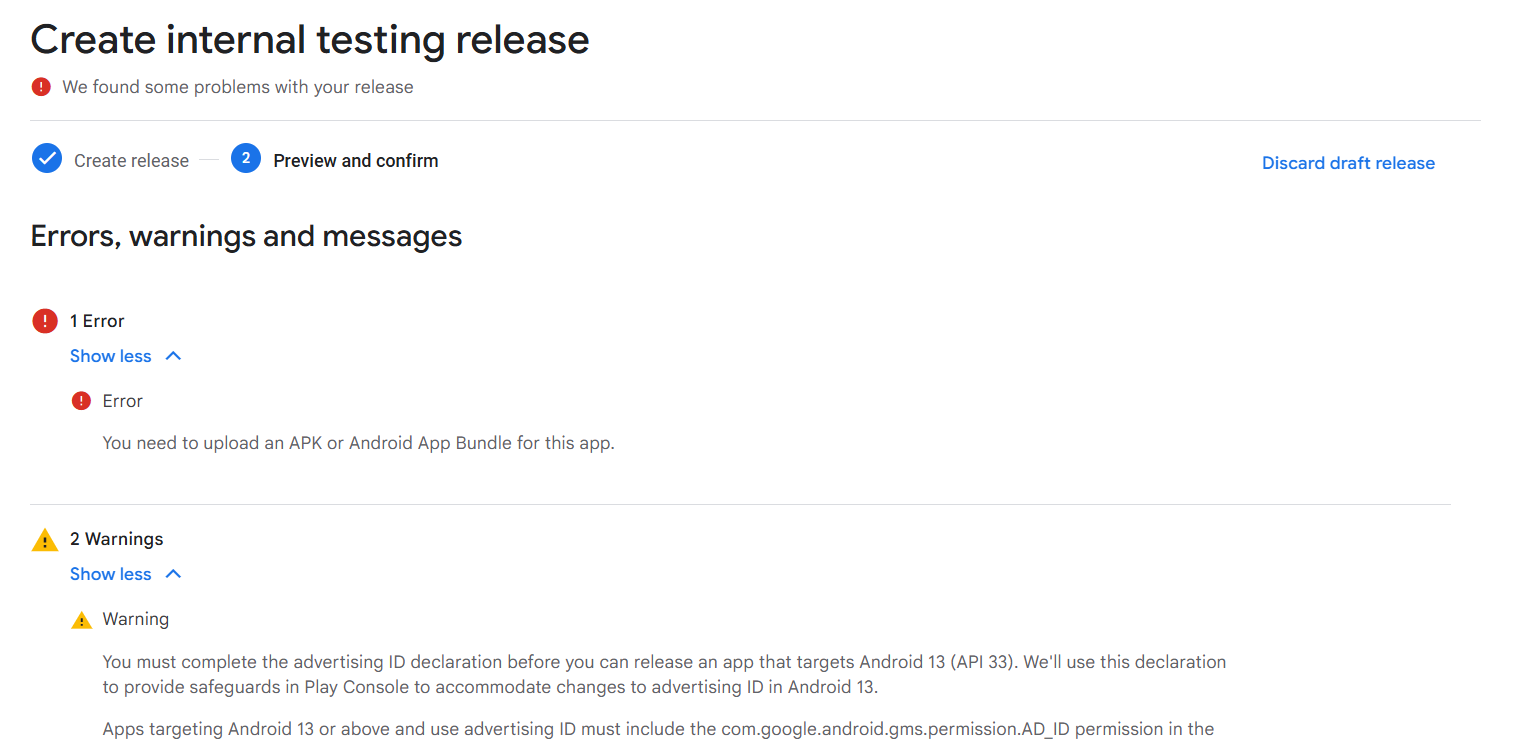 Create internal testing release
We found some problems with your release
Create release
2
Preview and confirm
Discard draft release
Errors, warnings and messages
1 Error
Show less
Error
You need to upload an APK or Android App Bundle for this app.
2 Warnings
Show less
Warning
You must complete the advertising ID declaration before you can release an app that targets Android 13 (API 33). We'll use this declaration
to provide safeguards in Play Console to accommodate changes to advertising ID in Android 13.
Apps targeting Android 13 or above and use advertising ID must include the com.google.android.gms.permission.AD_ID permission in the